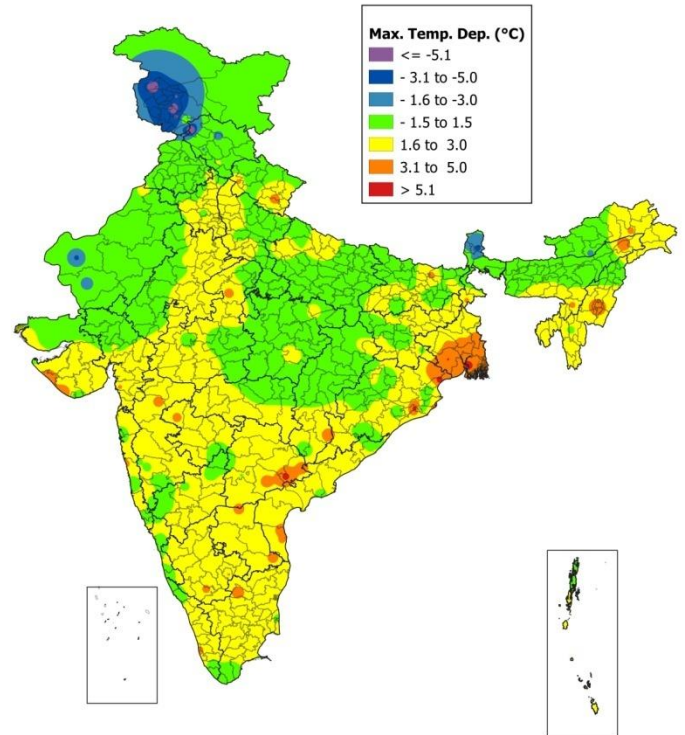 Max. Temp. Dep. (°C)
<= -5.1
- 3.1 to -5.0
- 1.6 to -3.0
- 1.5 to 1.5
1.6 to  3.0
3.1 to  5.0
> 5.1